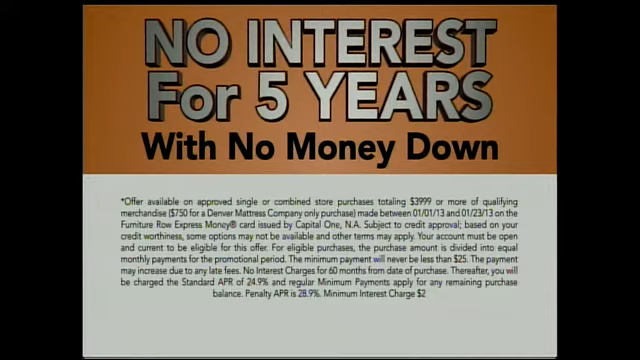 NO INTEREST
For 5 YEARS
With No Money Down
*Offer available on approved single or combined store purchases totaling $3999 or more of qualifying
merchandise ($750 for a Denver Mattress Company only purchase) made between 01/01/13 and 01/23/13 on the
Furniture Row Express Money® card issued by Capital One, N.A. Subject to credit approval; based on your
credit worthiness, some options may not be available and other terms may apply. Your account must be open
and current to be eligible for this offer. For eligible purchases, the purchase amount is divided into equal
monthly payments for the promotional period. The minimum payment will never be less than $25. The payment
may increase due to any late fees. No Interest Charges for 60 months from date of purchase. Thereafter, you will
be charged the Standard APR of 24.9% and regular Minimum Payments apply for any remaining purchase
balance. Penalty APR is 28.9%. Minimum Interest Charge $2